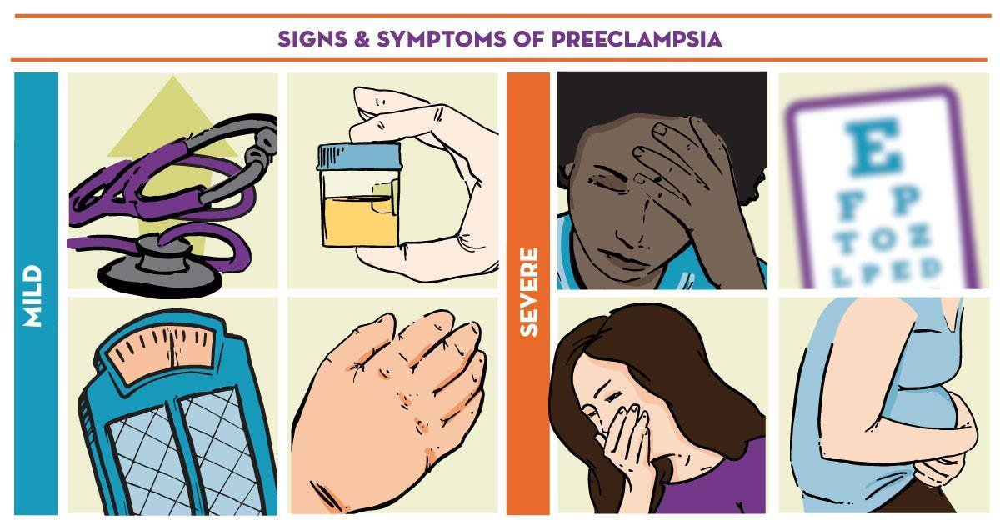 SIGNS & SYMPTOMS OF PREECLAMPSIA
MILD
SEVERE
E
F P
T O Z
L P E D